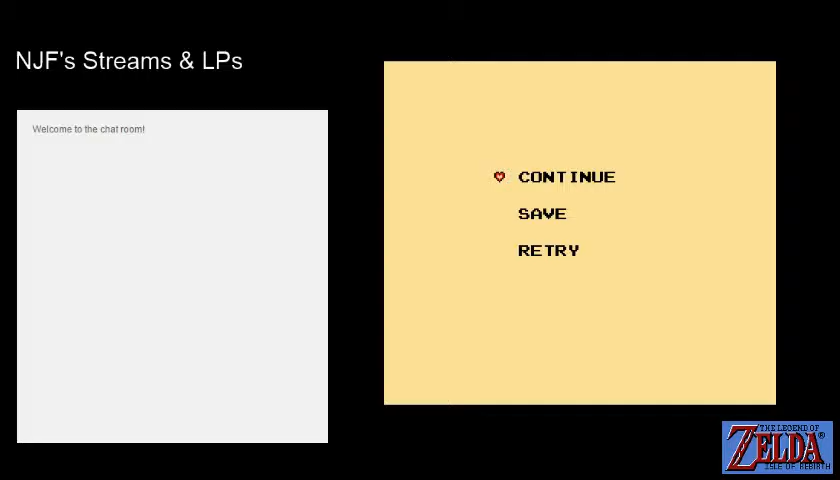 NJF's Streams & LPs
Welcome to the chat room!
CONTINUE
SAVE
RETRY
THE LEGEND OF
ZELDA®
ISLE OF REBIRTH